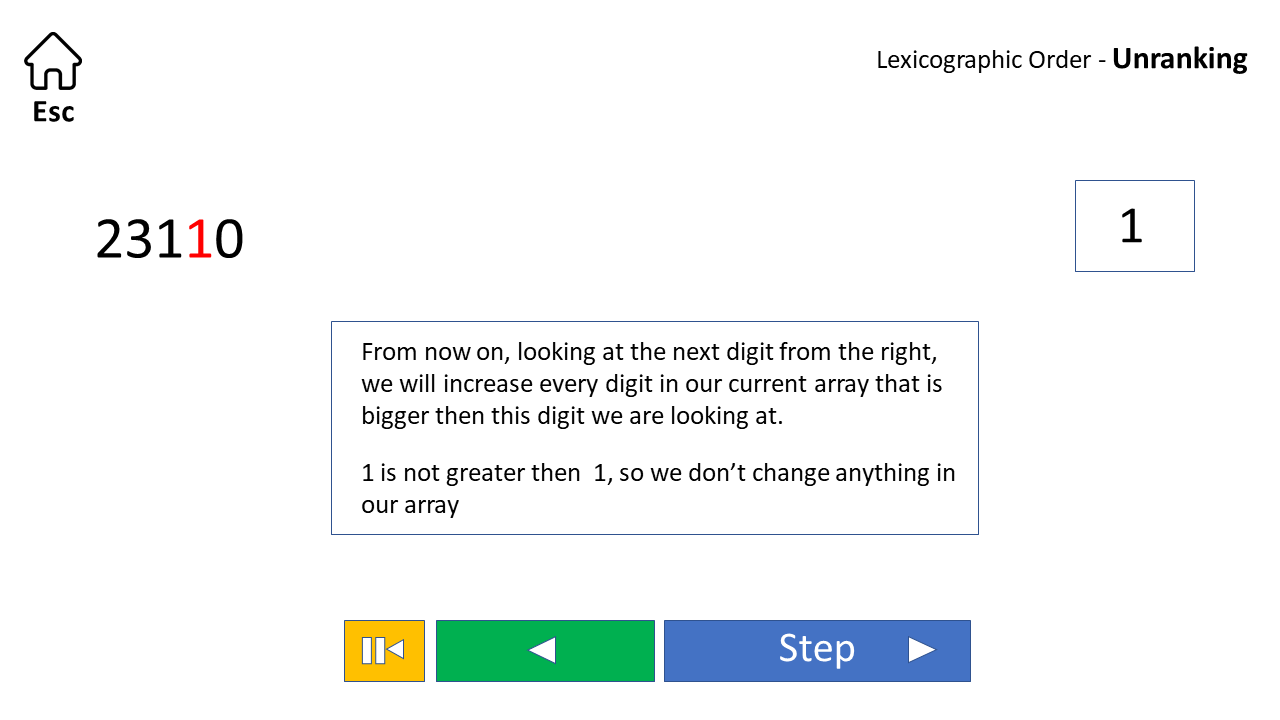 Lexicographic Order - Unranking
Esc
23110
1
From now on, looking at the next digit from the right,
we will increase every digit in our current array that is
bigger then this digit we are looking at.
1 is not greater then  1, so we don’t change anything in
our array
Step